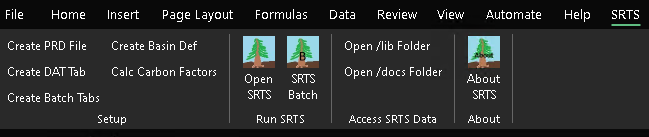 File Home Insert Page Layout Formulas Data Review View Automate Help SRTS
Create PRD File Create Basin Def
Create DAT Tab Calc Carbon Factors
Create Batch Tabs
Setup
Open
SRTS
B
SRTS
Batch
Run SRTS
Open /lib Folder
Open /docs Folder
Access SRTS Data
About
About
SRTS
About